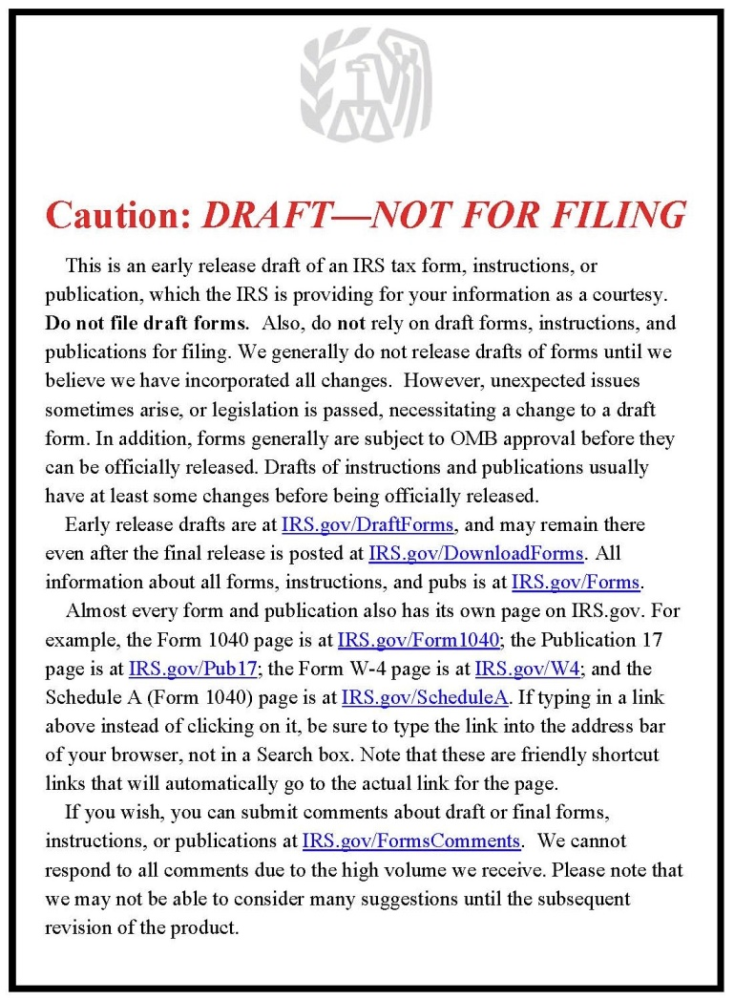 Caution: DRAFT—NOT FOR FILING
This is an early release draft of an IRS tax form, instructions, or
publication, which the IRS is providing for your information as a courtesy.
Do not file draft forms.  Also, do not rely on draft forms, instructions, and
publications for filing. We generally do not release drafts of forms until we
believe we have incorporated all changes.  However, unexpected issues
sometimes arise, or legislation is passed, necessitating a change to a draft
form. In addition, forms generally are subject to OMB approval before they
can be officially released. Drafts of instructions and publications usually
have at least some changes before being officially released.
Early release drafts are at IRS.gov/DraftForms, and may remain there
even after the final release is posted at IRS.gov/DownloadForms. All
information about all forms, instructions, and pubs is at IRS.gov/Forms.
Almost every form and publication also has its own page on IRS.gov. For
example, the Form 1040 page is at IRS.gov/Form1040; the Publication 17
page is at IRS.gov/Pub17; the Form W-4 page is at IRS.gov/W4; and the
Schedule A (Form 1040) page is at IRS.gov/ScheduleA. If typing in a link
above instead of clicking on it, be sure to type the link into the address bar
of your browser, not in a Search box. Note that these are friendly shortcut
links that will automatically go to the actual link for the page.
If you wish, you can submit comments about draft or final forms,
instructions, or publications at IRS.gov/FormsComments.  We cannot
respond to all comments due to the high volume we receive. Please note that
we may not be able to consider many suggestions until the subsequent
revision of the product.